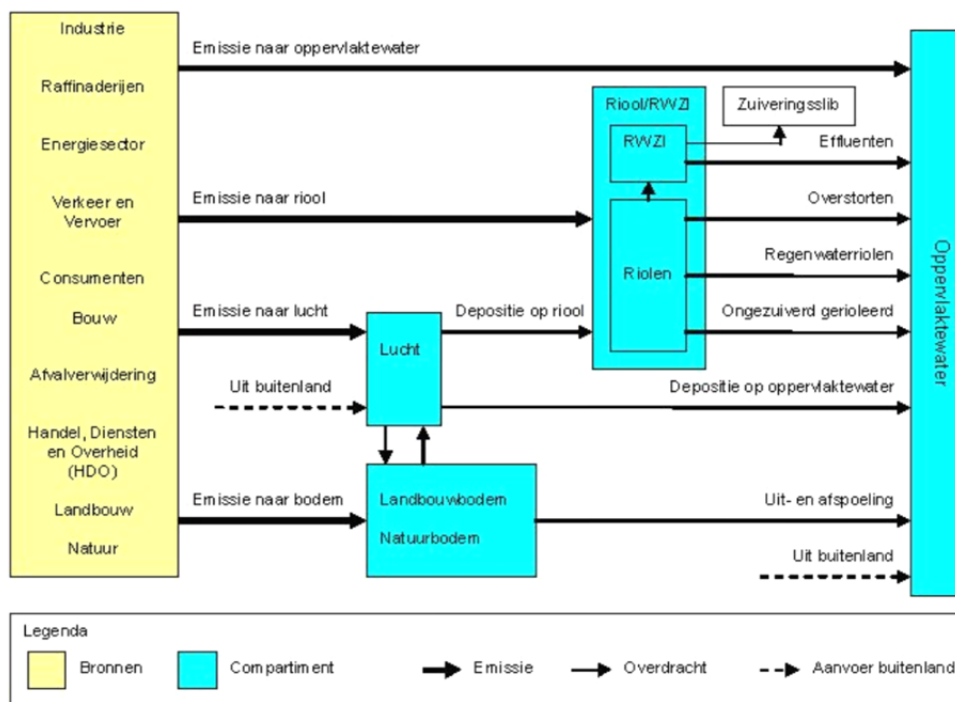 Industrie
Raffinaderijen
Energiesector
Verkeer en
Vervoer
Consumenten
Bouw
Afvalverwijdering
Handel, Diensten
en Overheid
(HDO)
Landbouw
Natuur
Emissie naar oppervlaktewater
Emissie naar riool
Emissie naar lucht
Uit buitenland
Emissie naar bodem
Lucht
Landbouwbodem
Natuurbodem
Depositie op riool
Riool/RWZI
RWZI
Riolen
Zuiveringsslib
Effluenten
Overstorten
Regenwaterriolen
Ongezuiverd gerioleerd
Depositie op oppervlaktewater
Uit- en afspoeling
Uit buitenland
Oppervlaktewater
Legenda
Bronnen
Compartiment
Emissie
Overdracht
Aanvoer buitenland